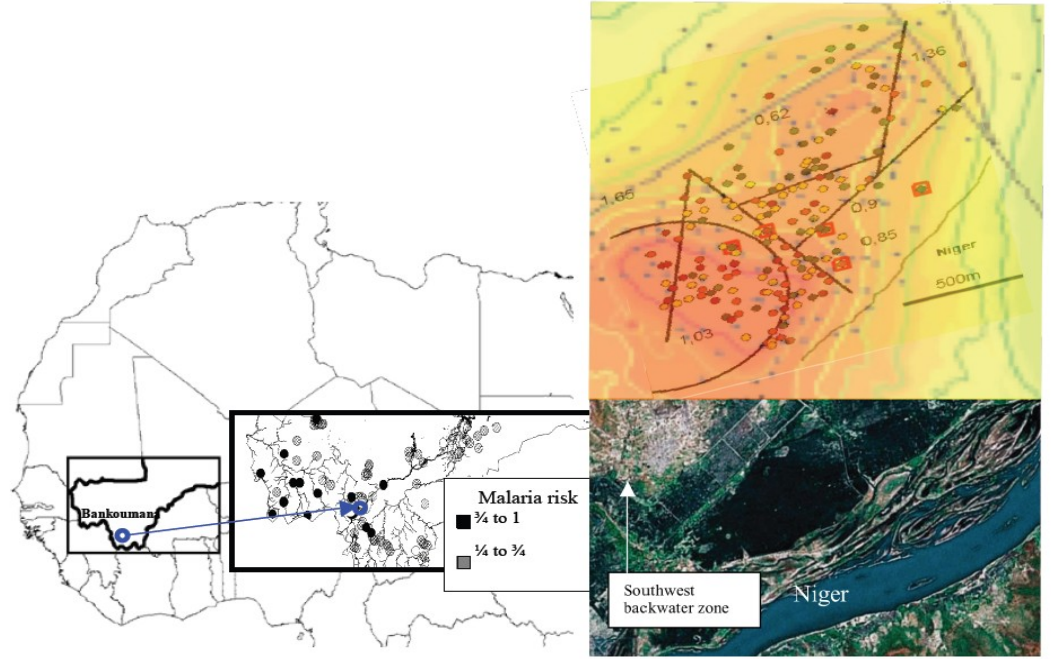 Bankoumana
Malaria risk
¾ to 1
¼ to ¾
1,36
0,62
1,65
0,9
0,85
Niger
500m
1,03
Southwest
backwater zone
Niger